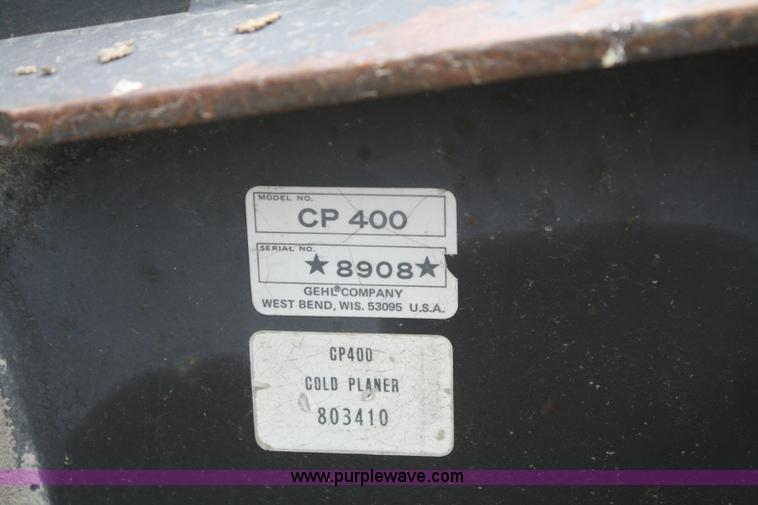 MODEL NO.
CP 400
SERIAL NO.
★8908★
GEHL® COMPANY
WEST BEND, WIS. 53095 U.S.A.
CP400
COLD PLANER
803410
www.purplewave.com